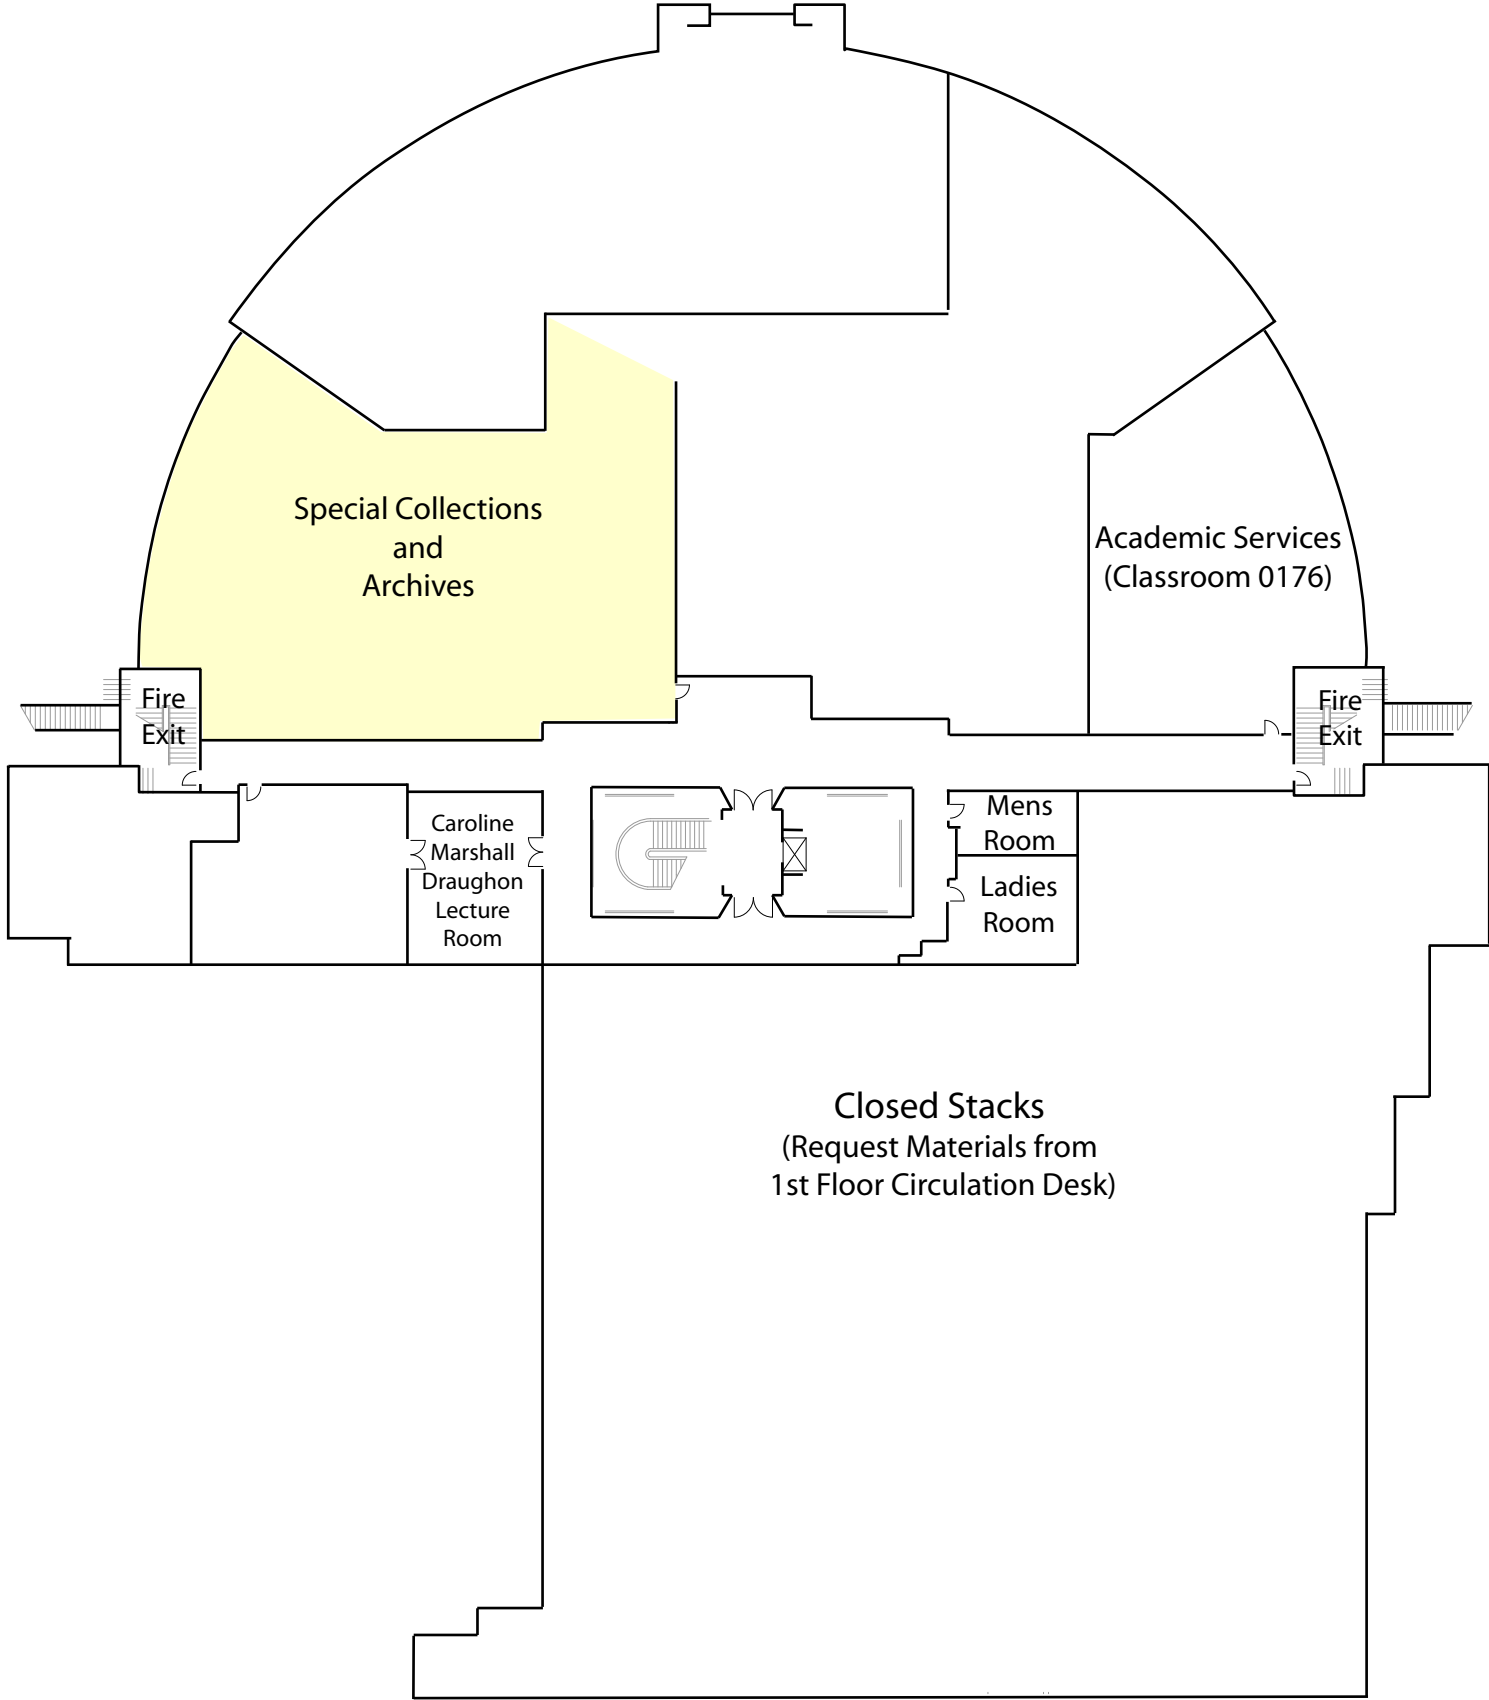 Special Collections
and
Archives
Academic Services
(Classroom 0176)
Fire
Exit
Fire
Exit
Caroline
Marshall
Draughon
Lecture
Room
Mens
Room
Ladies
Room
Closed Stacks
(Request Materials from
1st Floor Circulation Desk)